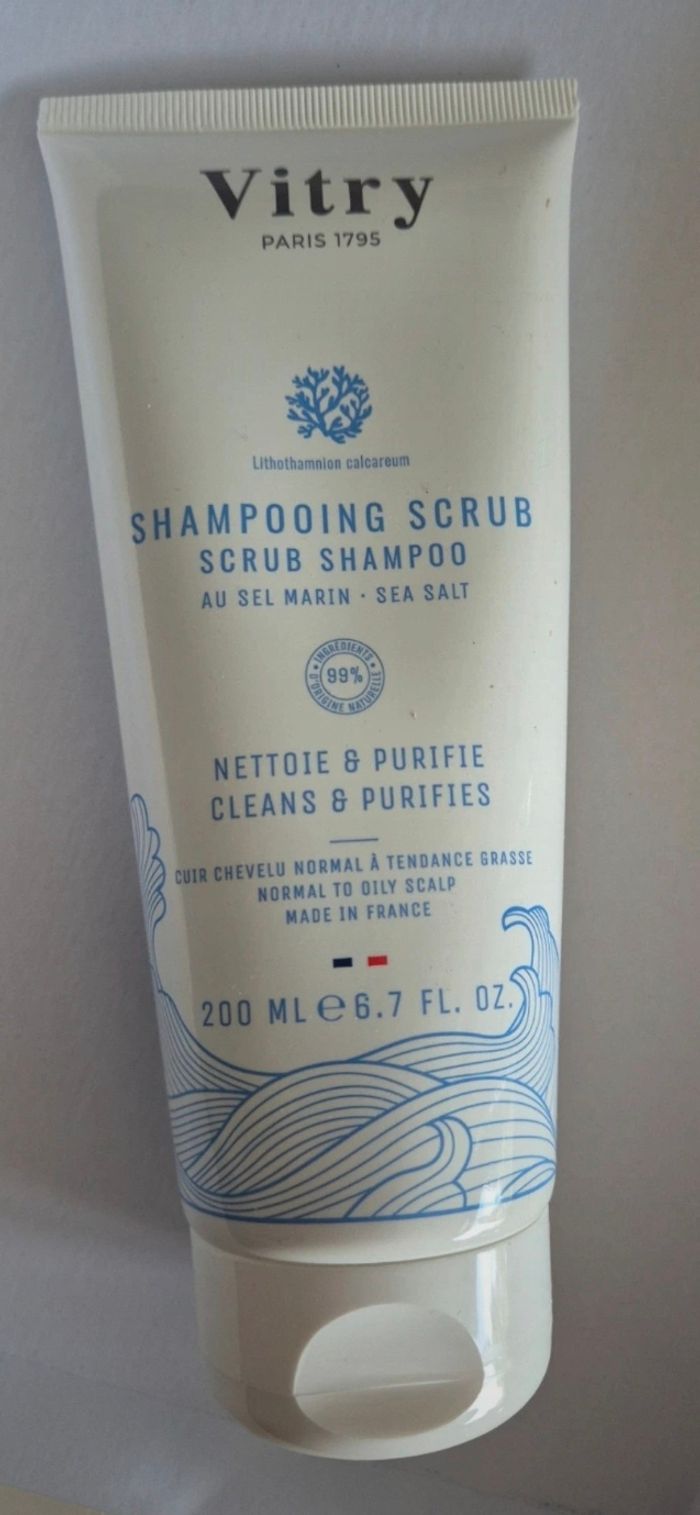 Vitry
PARIS 1795
Lithothamnion calcareum
SHAMPOOING SCRUB
SCRUB SHAMPOO
AU SEL MARIN · SEA SALT
INGRÉDIENTS
99%
D'ORIGINE NATURELLE
NETTOIE & PURIFIE
CLEANS & PURIFIES
CUIR CHEVELU NORMAL À TENDANCE GRASSE
NORMAL TO OILY SCALP
MADE IN FRANCE
200 ML ℮ 6.7 FL. OZ.